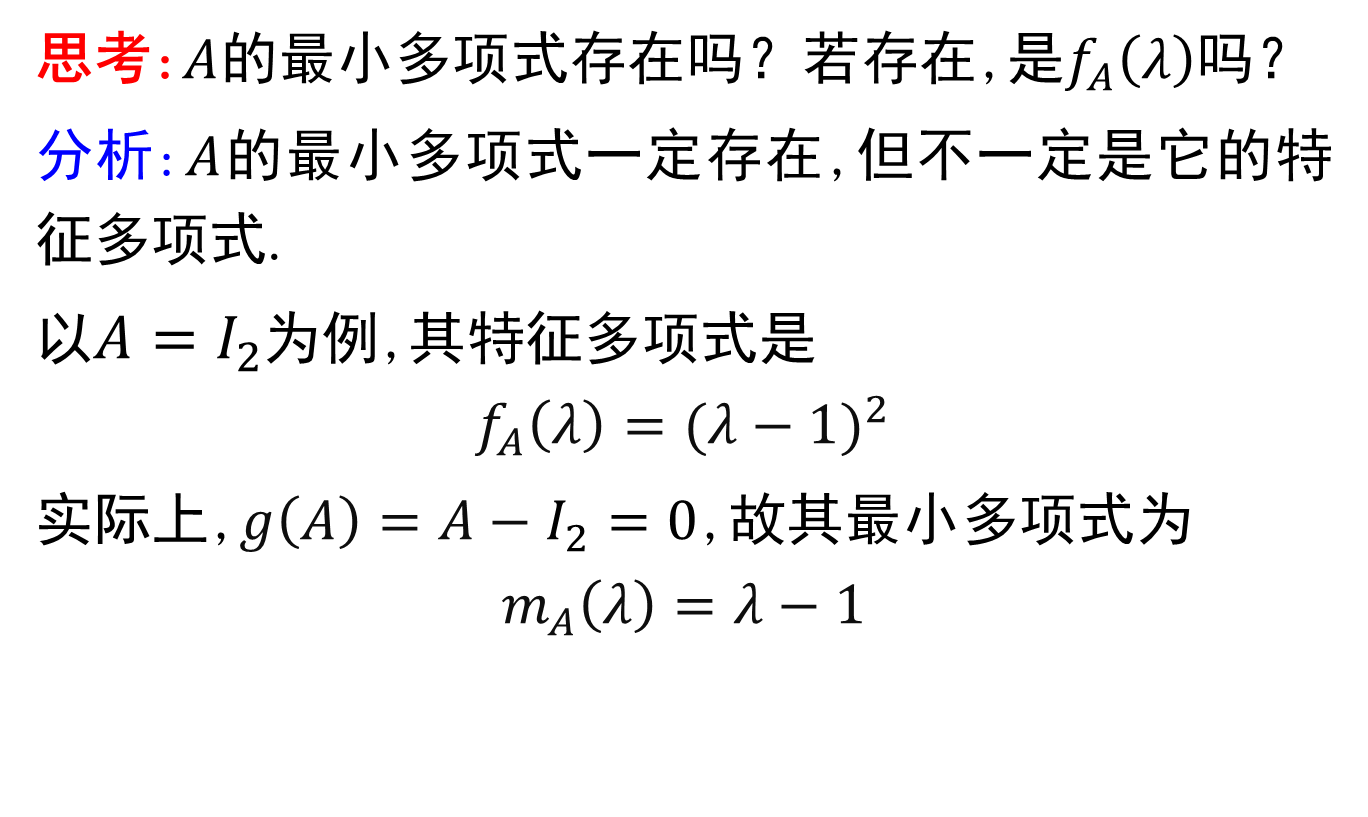 思考:A的最小多项式存在吗?若存在,是f_A(λ)吗?
分析:A的最小多项式一定存在,但不一定是它的特
征多项式.
以A = I₂为例,其特征多项式是
f_A(λ) = (λ − 1)²
实际上,g(A) = A − I₂ = 0,故其最小多项式为
m_A(λ) = λ − 1